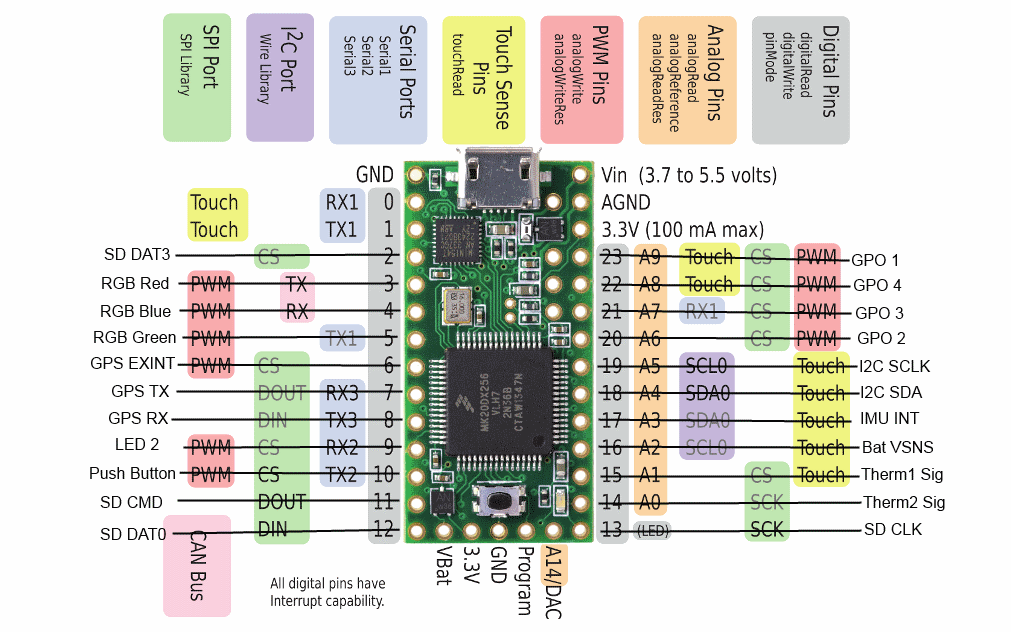 SPI Port
SPI Library
I2C Port
Wire Library
Serial Ports
Serial1
Serial2
Serial3
Touch Sense
Pins
touchRead
PWM Pins
analogWrite
analogWriteRes
Analog Pins
analogRead
analogReference
analogReadRes
Digital Pins
digitalRead
digitalWrite
pinMode
GND
Vin (3.7 to 5.5 volts)
Touch RX1 0
AGND
Touch TX1 1
3.3V (100 mA max)
SD DAT3 CS 2
23 A9 Touch CS PWM GPO 1
RGB Red PWM TX 3
22 A8 Touch CS PWM GPO 4
RGB Blue PWM RX 4
21 A7 RX1 CS PWM GPO 3
RGB Green PWM TX1 5
20 A6 CS PWM GPO 2
GPS EXINT PWM CS 6
19 A5 SCL0 Touch I2C SCLK
GPS TX DOUT RX3 7
18 A4 SDA0 Touch I2C SDA
GPS RX DIN TX3 8
17 A3 SDA0 Touch IMU INT
LED 2 PWM CS RX2 9
16 A2 SCL0 Touch Bat VSNS
Push Button PWM CS TX2 10
15 A1 CS Touch Therm1 Sig
SD CMD DOUT 11
14 A0 SCK Therm2 Sig
SD DAT0 DIN 12
13 (LED) SCK SD CLK
MK20DX256
VLH7
2N36B
CTAW1347N
CAN Bus
VBat
3.3V
GND
Program
A14/DAC
All digital pins have
Interrupt capability.